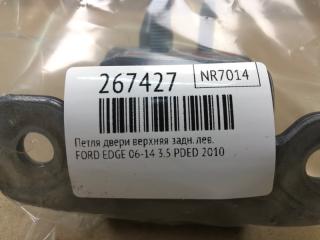 267427
NR7014
Петля двери верхняя задн. лев.
FORD EDGE 06-14 3.5 PDED 2010